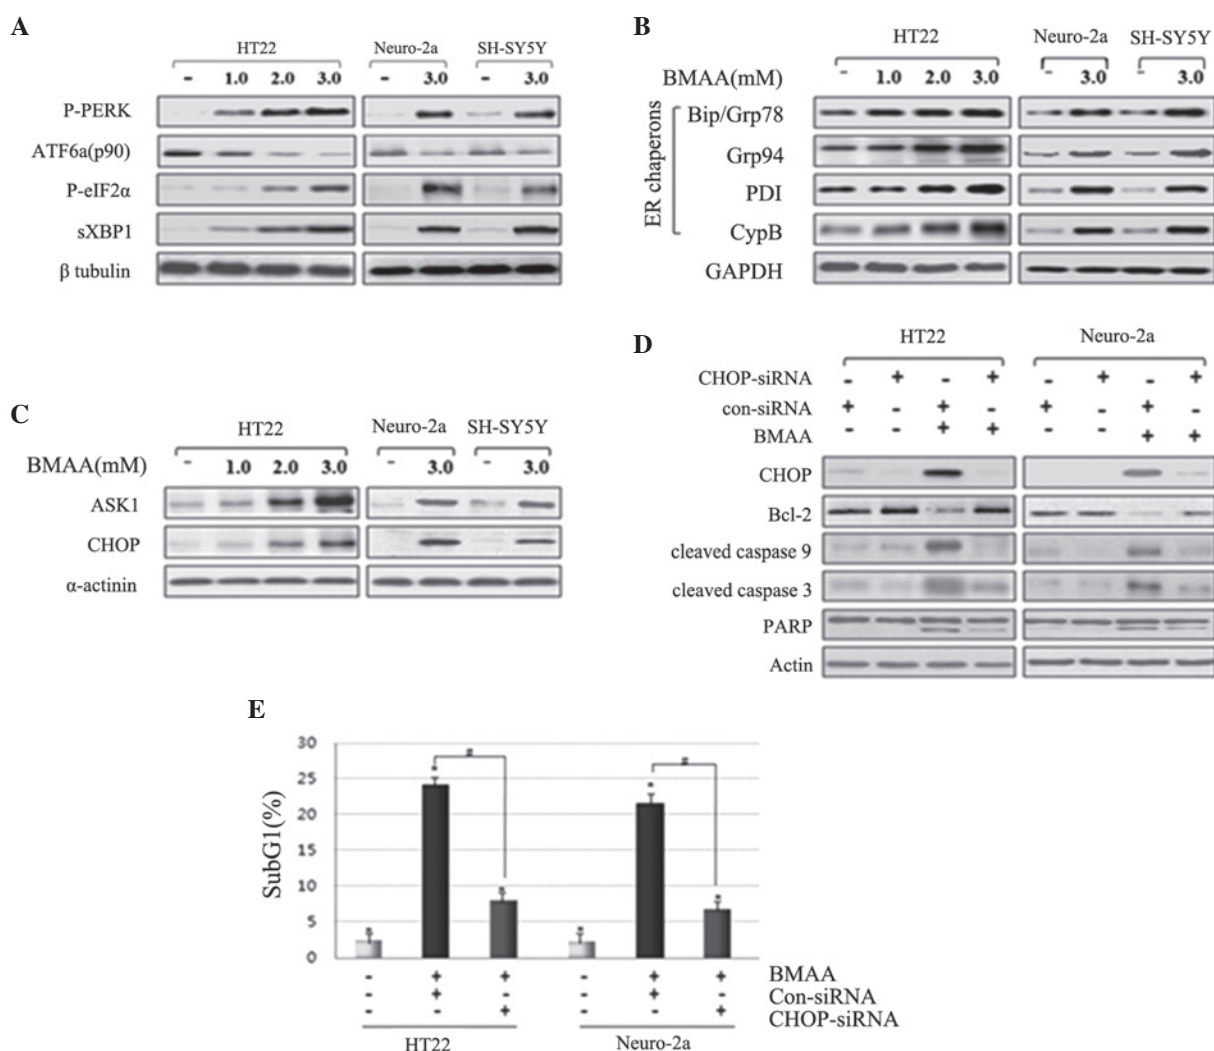 A
HT22 Neuro-2a SH-SY5Y
- 1.0 2.0 3.0 - 3.0 - 3.0
P-PERK
ATF6a(p90)
P-eIF2α
sXBP1
β tubulin
B
HT22 Neuro-2a SH-SY5Y
BMAA(mM) - 1.0 2.0 3.0 - 3.0 - 3.0
ER chaperons
Bip/Grp78
Grp94
PDI
CypB
GAPDH
C
HT22 Neuro-2a SH-SY5Y
BMAA(mM) - 1.0 2.0 3.0 - 3.0 - 3.0
ASK1
CHOP
α-actinin
D
HT22 Neuro-2a
CHOP-siRNA - + - + - + - +
con-siRNA + - + - + - + -
BMAA - - + + - - + +
CHOP
Bcl-2
cleaved caspase 9
cleaved caspase 3
PARP
Actin
E
SubG1(%)
30
25
20
15
10
5
0
* * * * * *
# #
- + + - + + BMAA
- + - - + - Con-siRNA
- - + - - + CHOP-siRNA
HT22 Neuro-2a